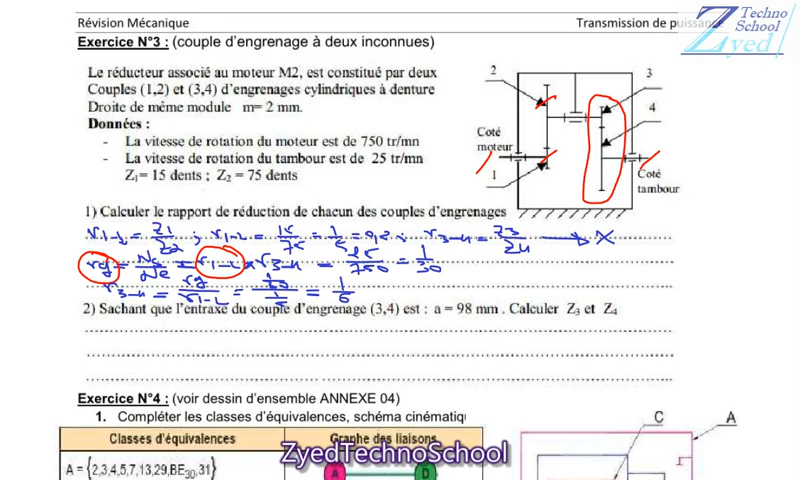 Révision Mécanique
Transmission de puissance
Techno
School
Zyed
Exercice N°3 : (couple d'engrenage à deux inconnues)
Le réducteur associé au moteur M2, est constitué par deux
Couples (1,2) et (3,4) d'engrenages cylindriques à denture
Droite de même module m= 2 mm.
Données :
- La vitesse de rotation du moteur est de 750 tr/mn
- La vitesse de rotation du tambour est de 25 tr/mn
Z1= 15 dents ; Z2 = 75 dents
2
3
4
Coté
moteur
1
Coté
tambour
1) Calculer le rapport de réduction de chacun des couples d'engrenages
r1-2 = Z1/Z2 ; r1-2 = 15/75 = 1/5 = 0,2 ; r3-4 = Z3/Z4 → X
rg = Ns/Ne = r1-2 * r3-4 = 25/750 = 1/30
r3-4 = rg/r1-2 = 1/30 / 1/5 = 1/6
2) Sachant que l'entraxe du couple d'engrenage (3,4) est : a = 98 mm . Calculer Z3 et Z4
Exercice N°4 : (voir dessin d'ensemble ANNEXE 04)
1. Compléter les classes d'équivalences, schéma cinématiq
Classes d'équivalences
Graphe des liaisons
A = {2,3,4,5,7,13,29,BE30,31}
A
D
C
A
ZyedTechnoSchool